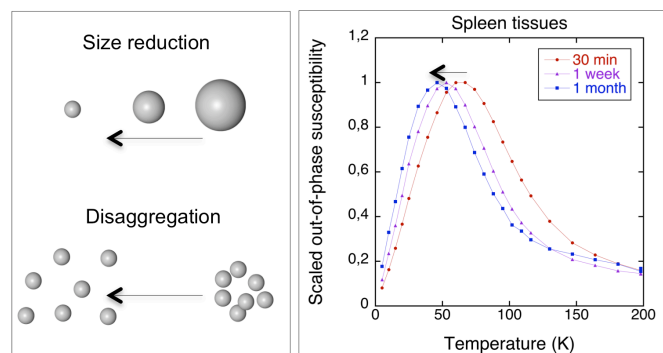 Size reduction
Disaggregation
Spleen tissues
30 min
1 week
1 month
Scaled out-of-phase susceptibility
1,2
1
0,8
0,6
0,4
0,2
0
0
50
100
150
200
Temperature (K)